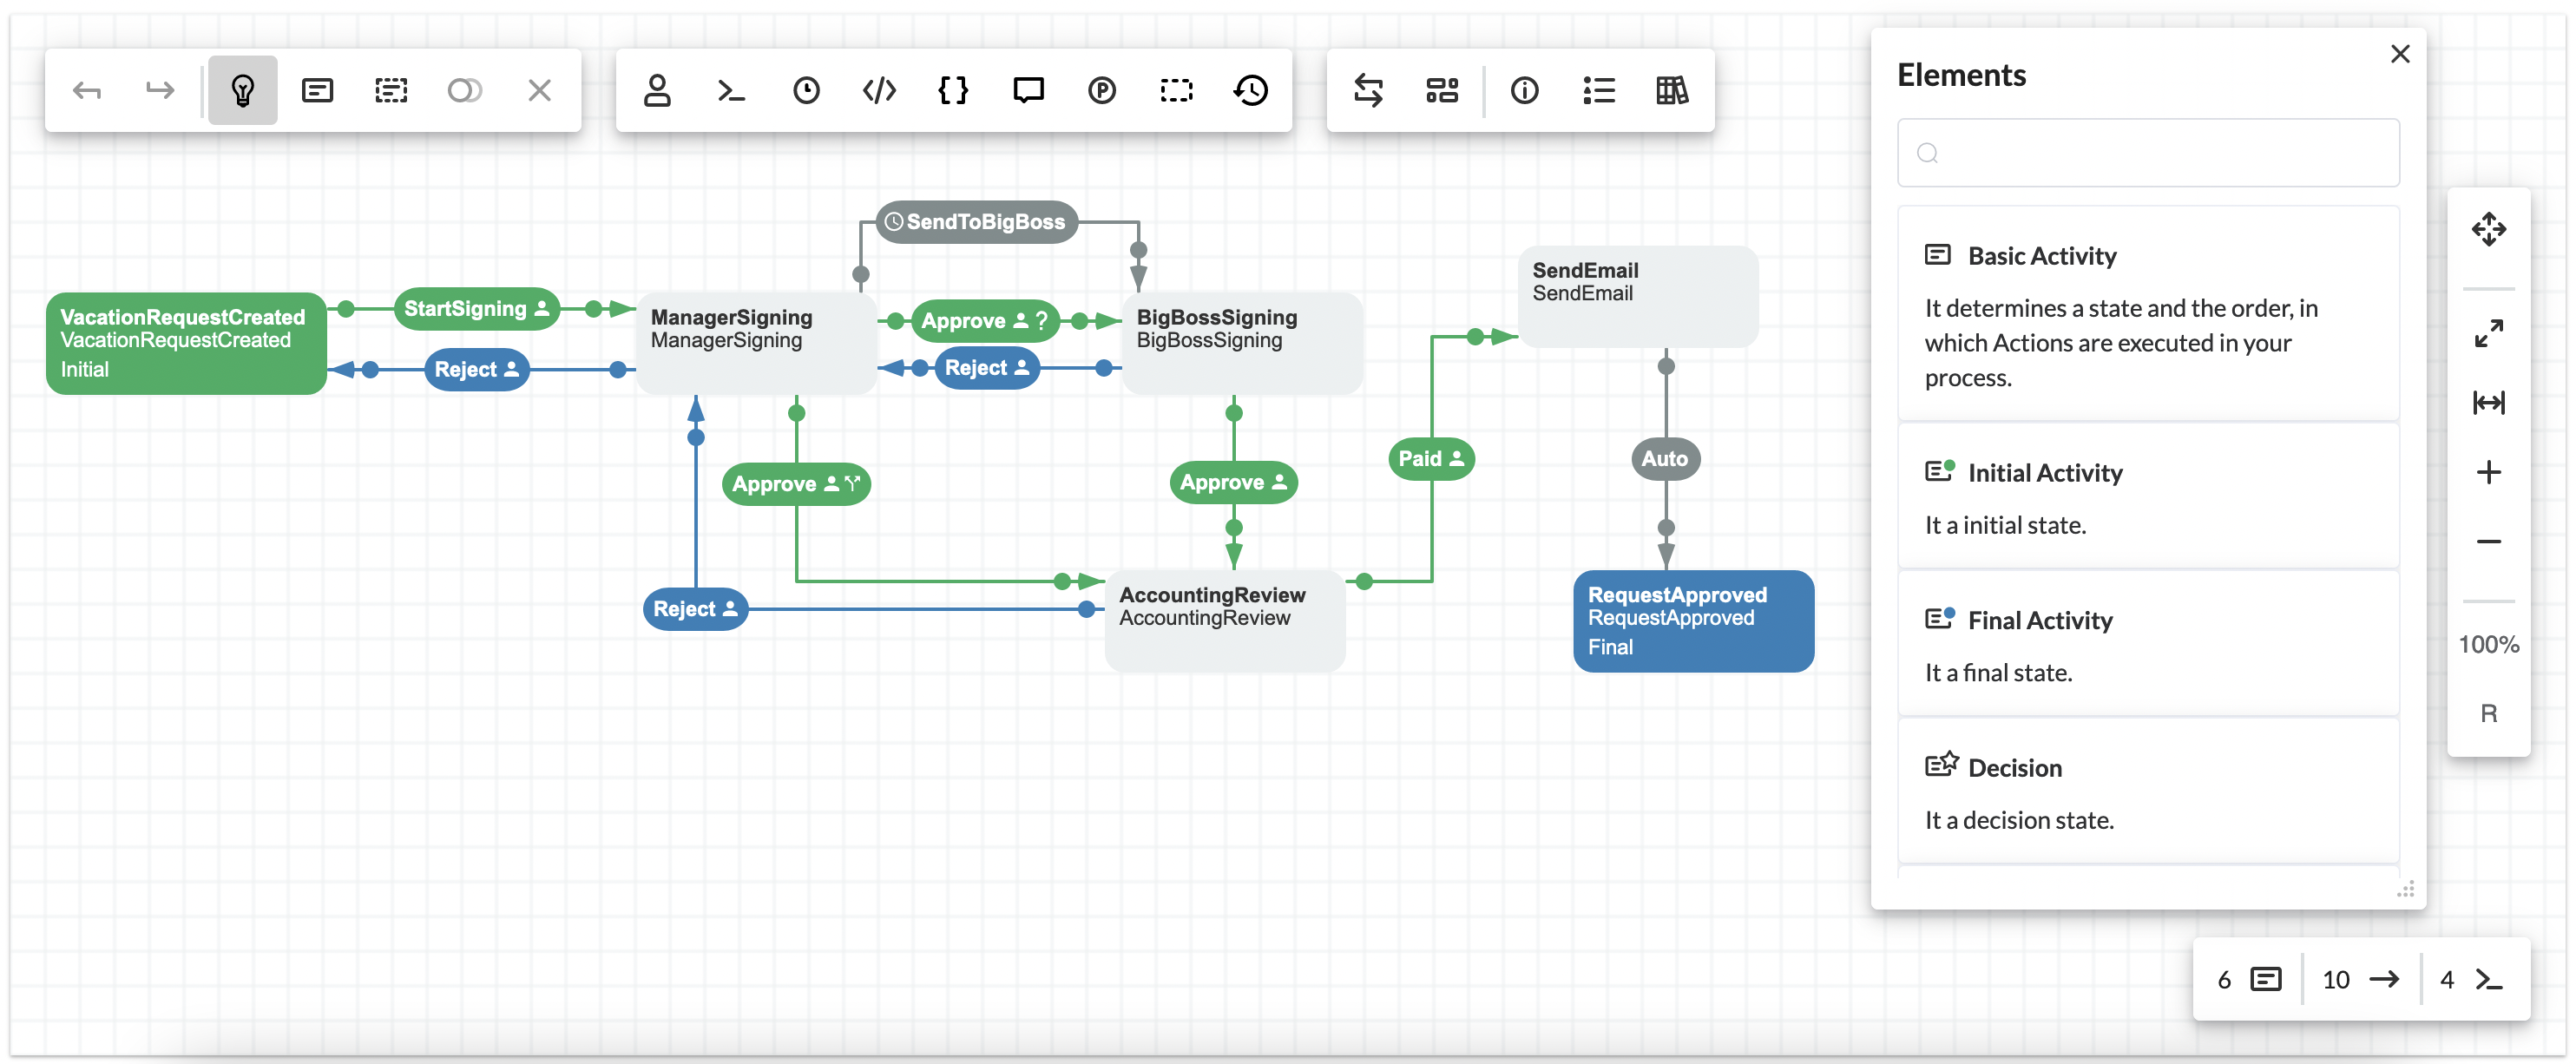 Elements
SendToBigBoss
VacationRequestCreated
VacationRequestCreated
Initial
StartSigning
Reject
ManagerSigning
ManagerSigning
Approve ?
Reject
BigBossSigning
BigBossSigning
SendEmail
SendEmail
Approve
Approve
Paid
Auto
Reject
AccountingReview
AccountingReview
RequestApproved
RequestApproved
Final
Basic Activity
It determines a state and the order, in
which Actions are executed in your
process.
Initial Activity
It a initial state.
Final Activity
It a final state.
Decision
It a decision state.
100%
R
6
10
4